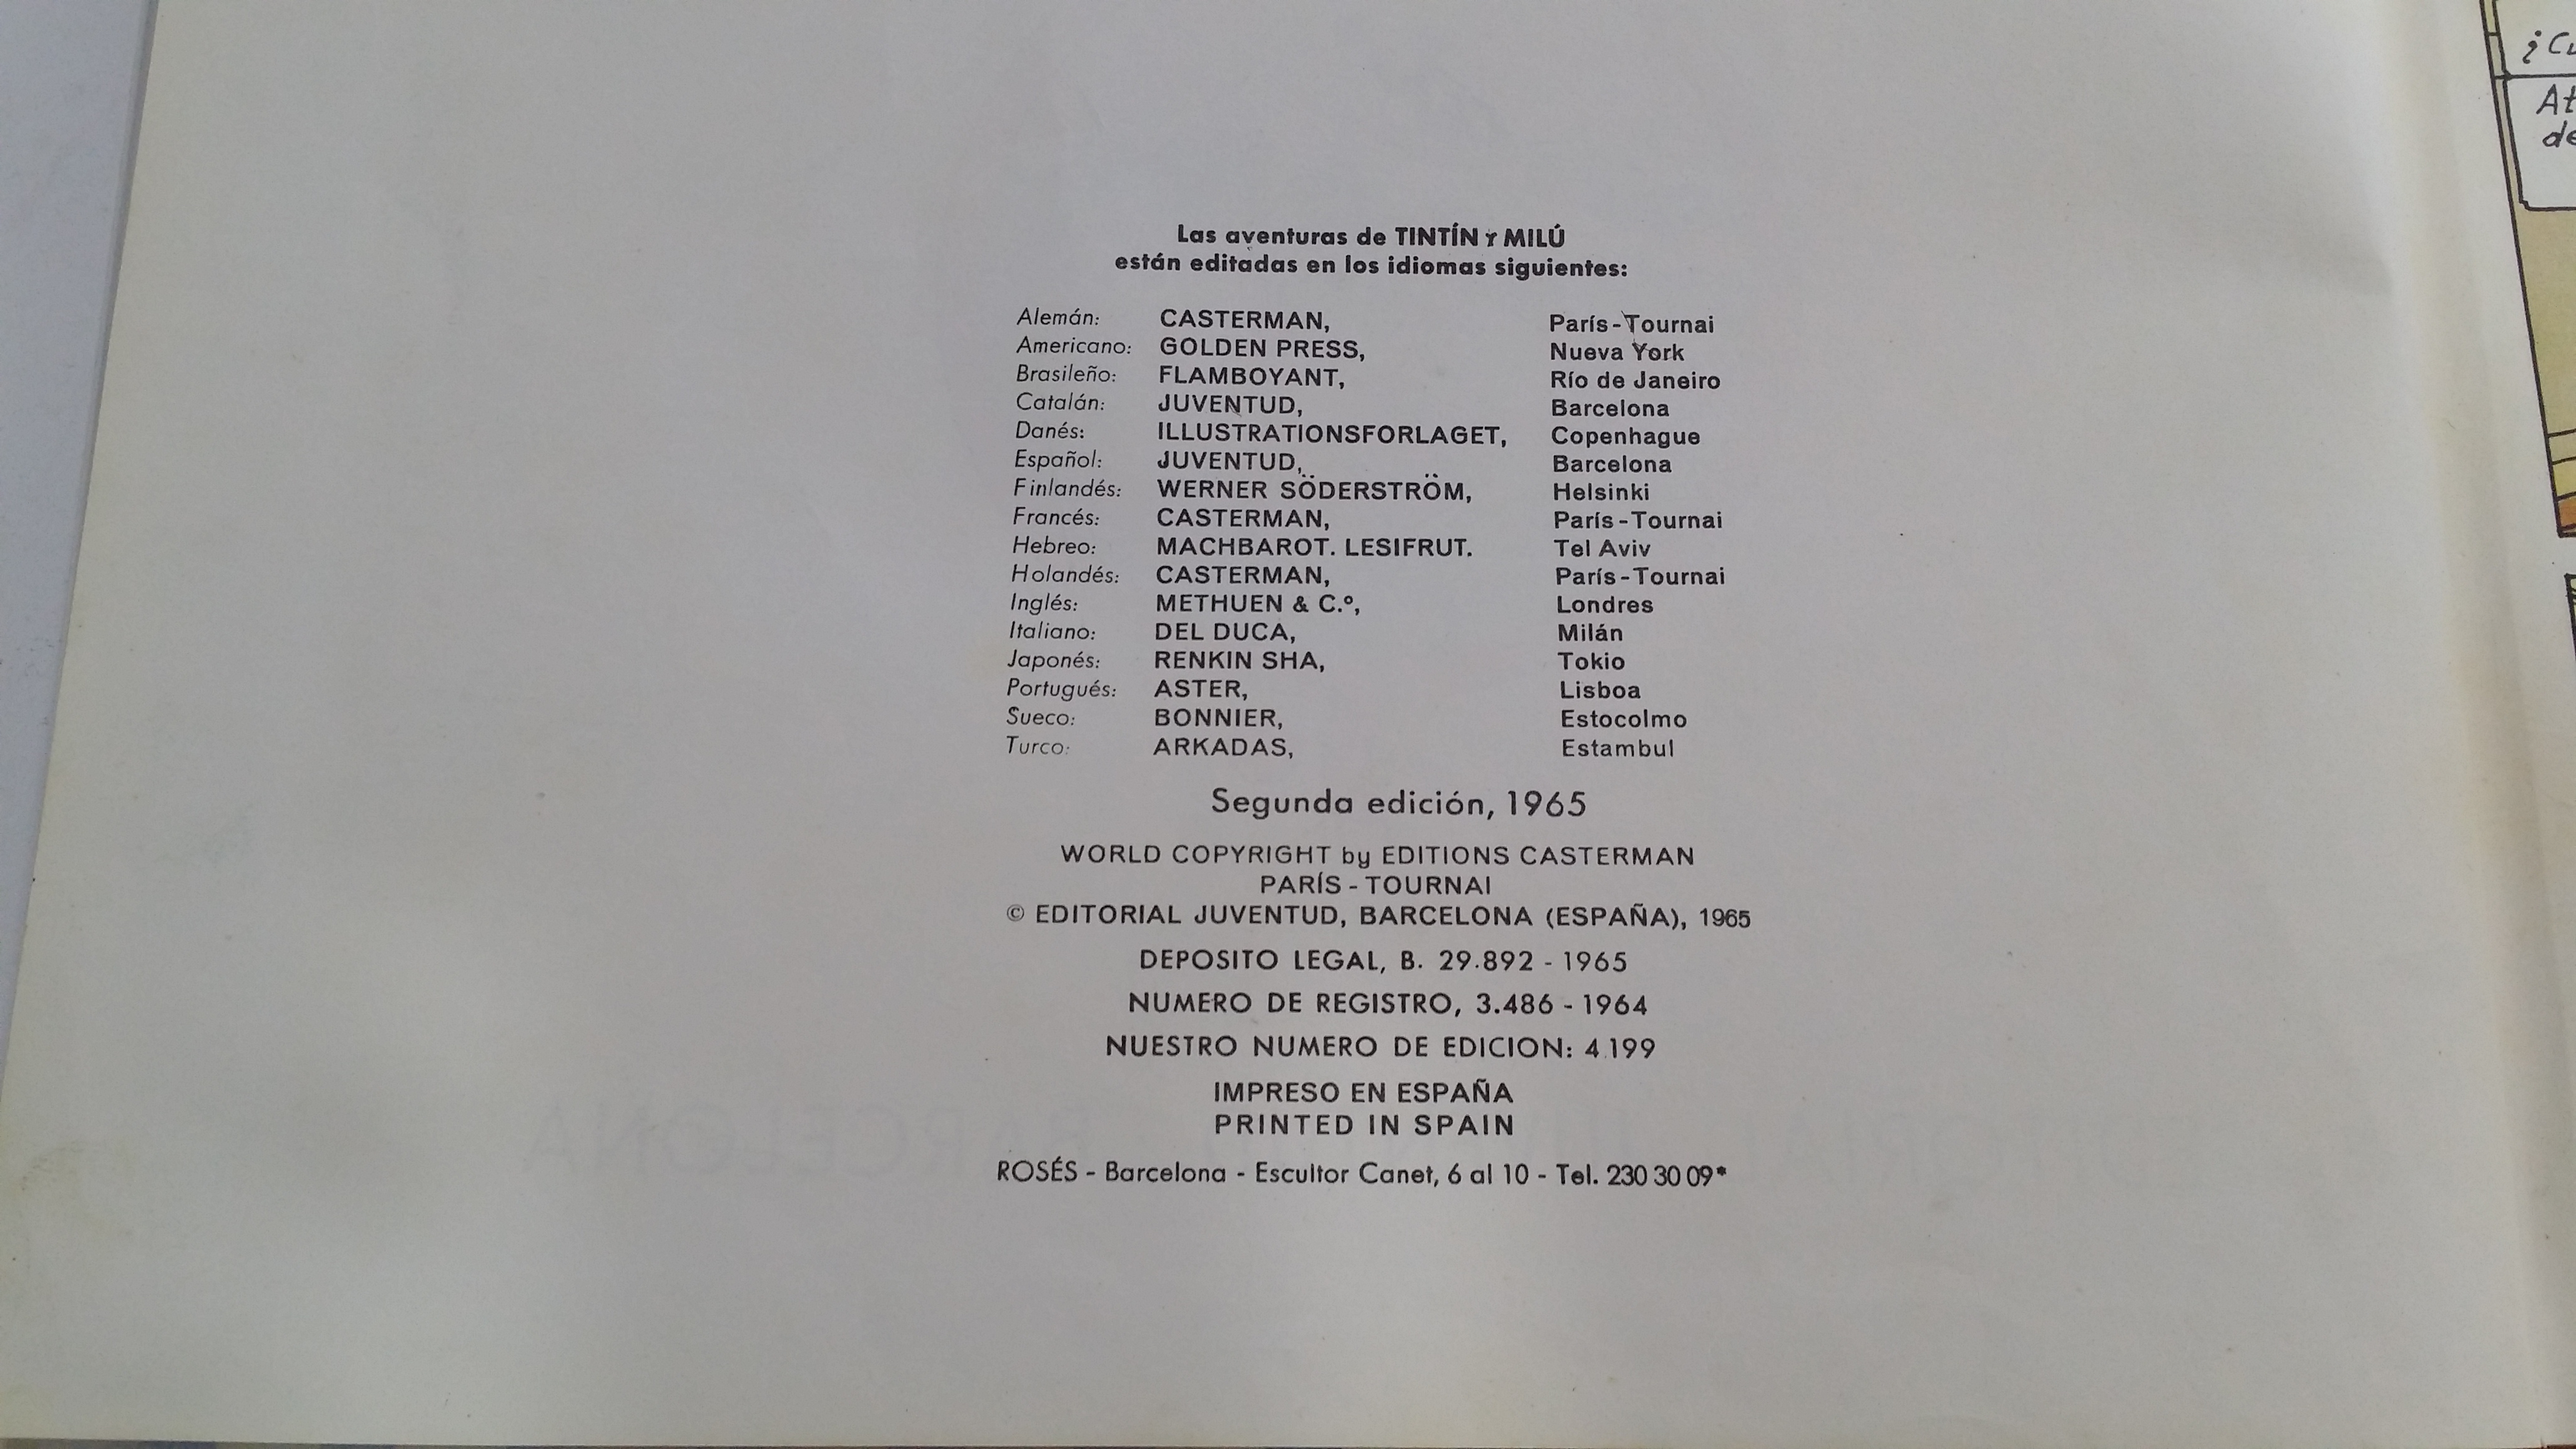 Las aventuras de TINTÍN Y MILÚ
están editadas en los idiomas siguientes:
Alemán: CASTERMAN, París-Tournai
Americano: GOLDEN PRESS, Nueva York
Brasileño: FLAMBOYANT, Río de Janeiro
Catalán: JUVENTUD, Barcelona
Danés: ILLUSTRATIONSFORLAGET, Copenhague
Español: JUVENTUD, Barcelona
Finlandés: WERNER SÖDERSTRÖM, Helsinki
Francés: CASTERMAN, París-Tournai
Hebreo: MACHBAROT. LESIFRUT. Tel Aviv
Holandés: CASTERMAN, París-Tournai
Inglés: METHUEN & C.º, Londres
Italiano: DEL DUCA, Milán
Japonés: RENKIN SHA, Tokio
Portugués: ASTER, Lisboa
Sueco: BONNIER, Estocolmo
Turco: ARKADAS, Estambul
Segunda edición, 1965
WORLD COPYRIGHT by EDITIONS CASTERMAN
PARÍS - TOURNAI
© EDITORIAL JUVENTUD, BARCELONA (ESPAÑA), 1965
DEPOSITO LEGAL, B. 29.892 - 1965
NUMERO DE REGISTRO, 3.486 - 1964
NUESTRO NUMERO DE EDICION: 4.199
IMPRESO EN ESPAÑA
PRINTED IN SPAIN
ROSÉS - Barcelona - Escultor Canet, 6 al 10 - Tel. 230 30 09*